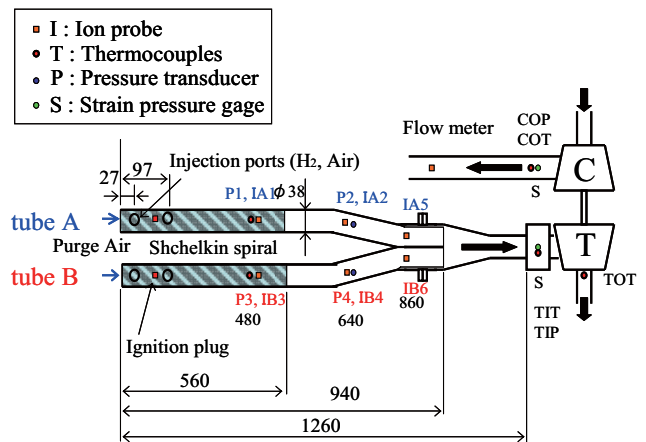 I : Ion probe
T : Thermocouples
P : Pressure transducer
S : Strain pressure gage
Flow meter
COP
COT
C
S
97
27
Injection ports (H2, Air)
P1, IA1
ϕ 38
P2, IA2
IA5
tube A
Purge Air
Shchelkin spiral
T
tube B
P3, IB3
480
P4, IB4
640
IB6
860
S
TOT
TIT
TIP
Ignition plug
560
940
1260